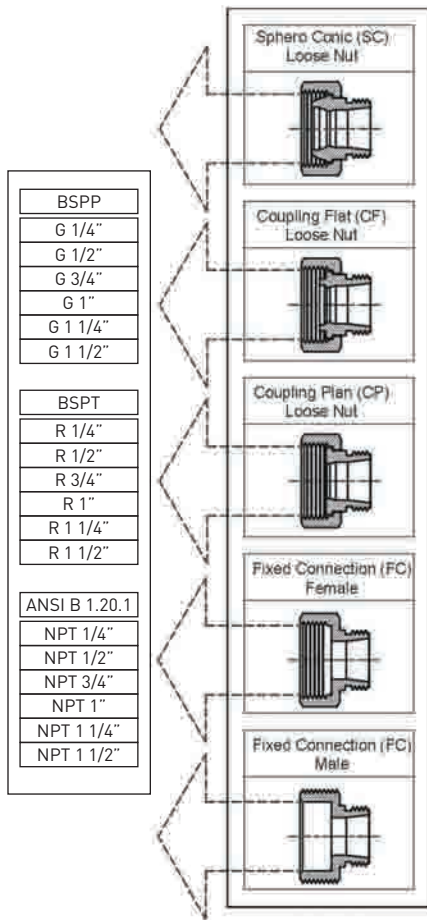 BSPP
G 1/4"
G 1/2"
G 3/4"
G 1"
G 1 1/4"
G 1 1/2"
BSPT
R 1/4"
R 1/2"
R 3/4"
R 1"
R 1 1/4"
R 1 1/2"
ANSI B 1.20.1
NPT 1/4"
NPT 1/2"
NPT 3/4"
NPT 1"
NPT 1 1/4"
NPT 1 1/2"
Sphero Conic (SC)
Loose Nut
Coupling Flat (CF)
Loose Nut
Coupling Plan (CP)
Loose Nut
Fixed Connection (FC)
Female
Fixed Connection (FC)
Male